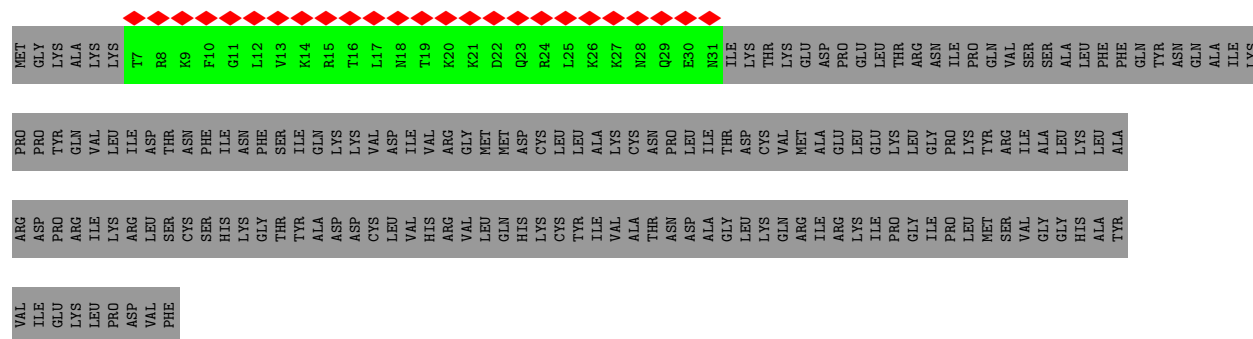 MET GLY LYS ALA LYS LYS T7 R8 K9 F10 G11 L12 V13 K14 R15 T16 L17 N18 T19 K20 K21 D22 Q23 R24 L25 K26 K27 N28 Q29 E30 N31 ILE LYS THR LYS GLU ASP PRO GLU LEU THR ARG ASN ILE PRO GLN VAL SER SER ALA LEU PHE PHE GLN TYR ASN GLN ALA ILE LYS
PRO PRO TYR GLN VAL LEU ILE ASP THR ASN PHE ILE ASN PHE SER ILE GLN LYS LYS VAL ASP ILE VAL ARG GLY MET MET ASP CYS LEU LEU ALA LYS CYS ASN PRO LEU ILE THR ASP CYS VAL MET ALA GLU LEU GLU LYS LEU GLY PRO LYS TYR ARG ILE ALA LEU LYS LEU ALA
ARG ASP PRO ARG ILE LYS ARG LEU SER CYS SER HIS LYS GLY THR TYR ALA ASP ASP CYS LEU VAL HIS ARG VAL LEU GLN HIS LYS CYS TYR ILE VAL ALA THR ASN ASP ALA GLY LEU LYS GLN ARG ILE ARG LYS ILE PRO GLY ILE PRO LEU MET SER VAL GLY GLY HIS ALA TYR
VAL ILE GLU LYS LEU PRO ASP VAL PHE